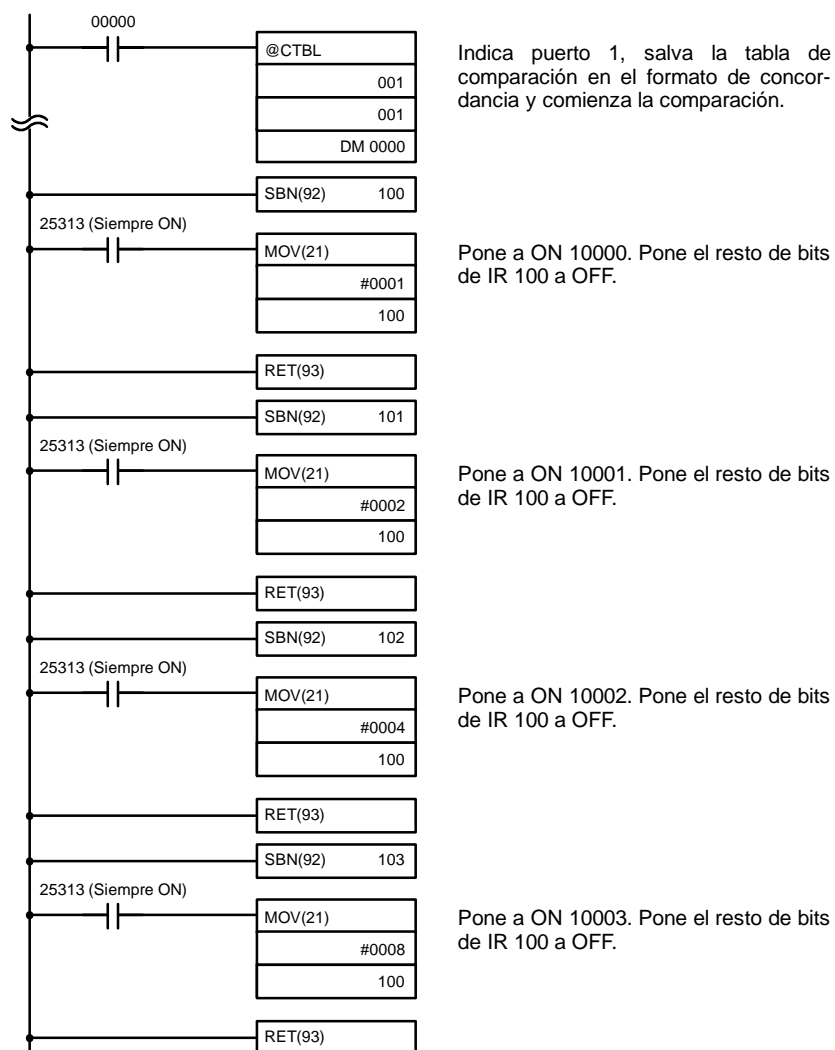 00000
@CTBL
001
001
DM 0000
Indica puerto 1, salva la tabla de
comparación en el formato de concor-
dancia y comienza la comparación.
SBN(92) 100
25313 (Siempre ON)
MOV(21)
#0001
100
Pone a ON 10000. Pone el resto de bits
de IR 100 a OFF.
RET(93)
SBN(92) 101
25313 (Siempre ON)
MOV(21)
#0002
100
Pone a ON 10001. Pone el resto de bits
de IR 100 a OFF.
RET(93)
SBN(92) 102
25313 (Siempre ON)
MOV(21)
#0004
100
Pone a ON 10002. Pone el resto de bits
de IR 100 a OFF.
RET(93)
SBN(92) 103
25313 (Siempre ON)
MOV(21)
#0008
100
Pone a ON 10003. Pone el resto de bits
de IR 100 a OFF.
RET(93)